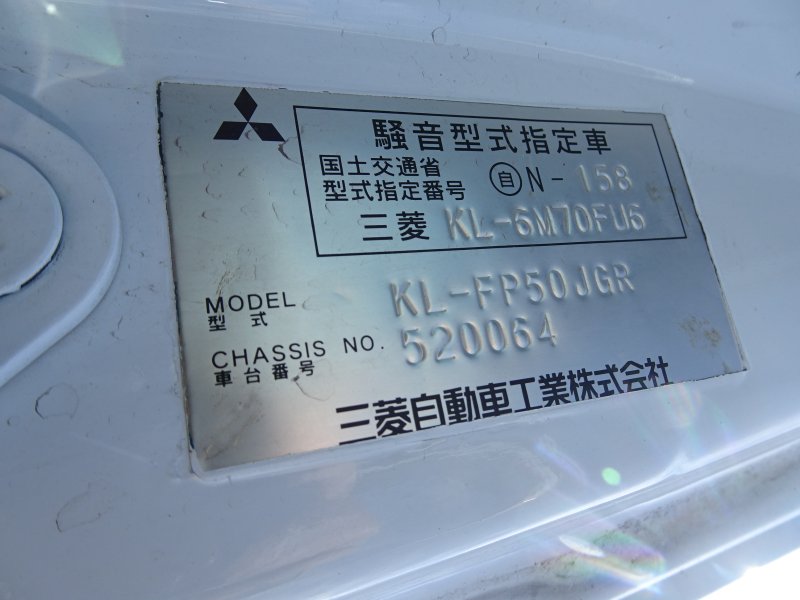 騒音型式指定車
国土交通省
型式指定番号 自 N-158
三菱 KL-6M70FU6
MODEL KL-FP50JGR
型式
CHASSIS NO. 520064
車台番号
三菱自動車工業株式会社